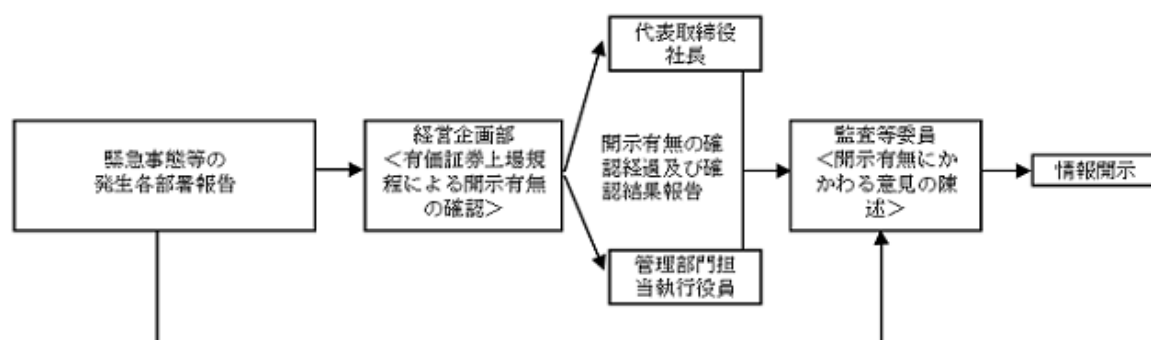 緊急事態等の
発生各部署報告
経営企画部
＜有価証券上場規
程による開示有無
の確認＞
代表取締役
社長
開示有無の確
認経過及び確
認結果報告
管理部門担
当執行役員
監査等委員
＜開示有無にか
かわる意見の陳
述＞
情報開示